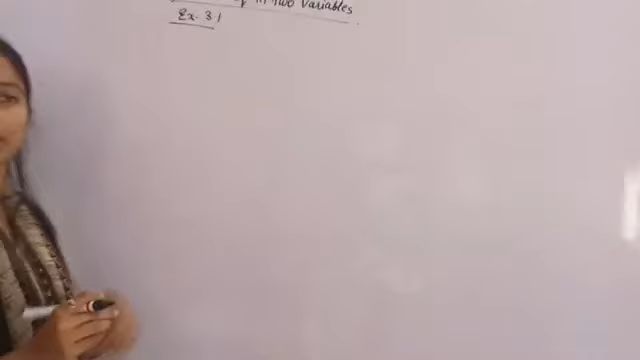 in Two Variables
Ex. 3.1